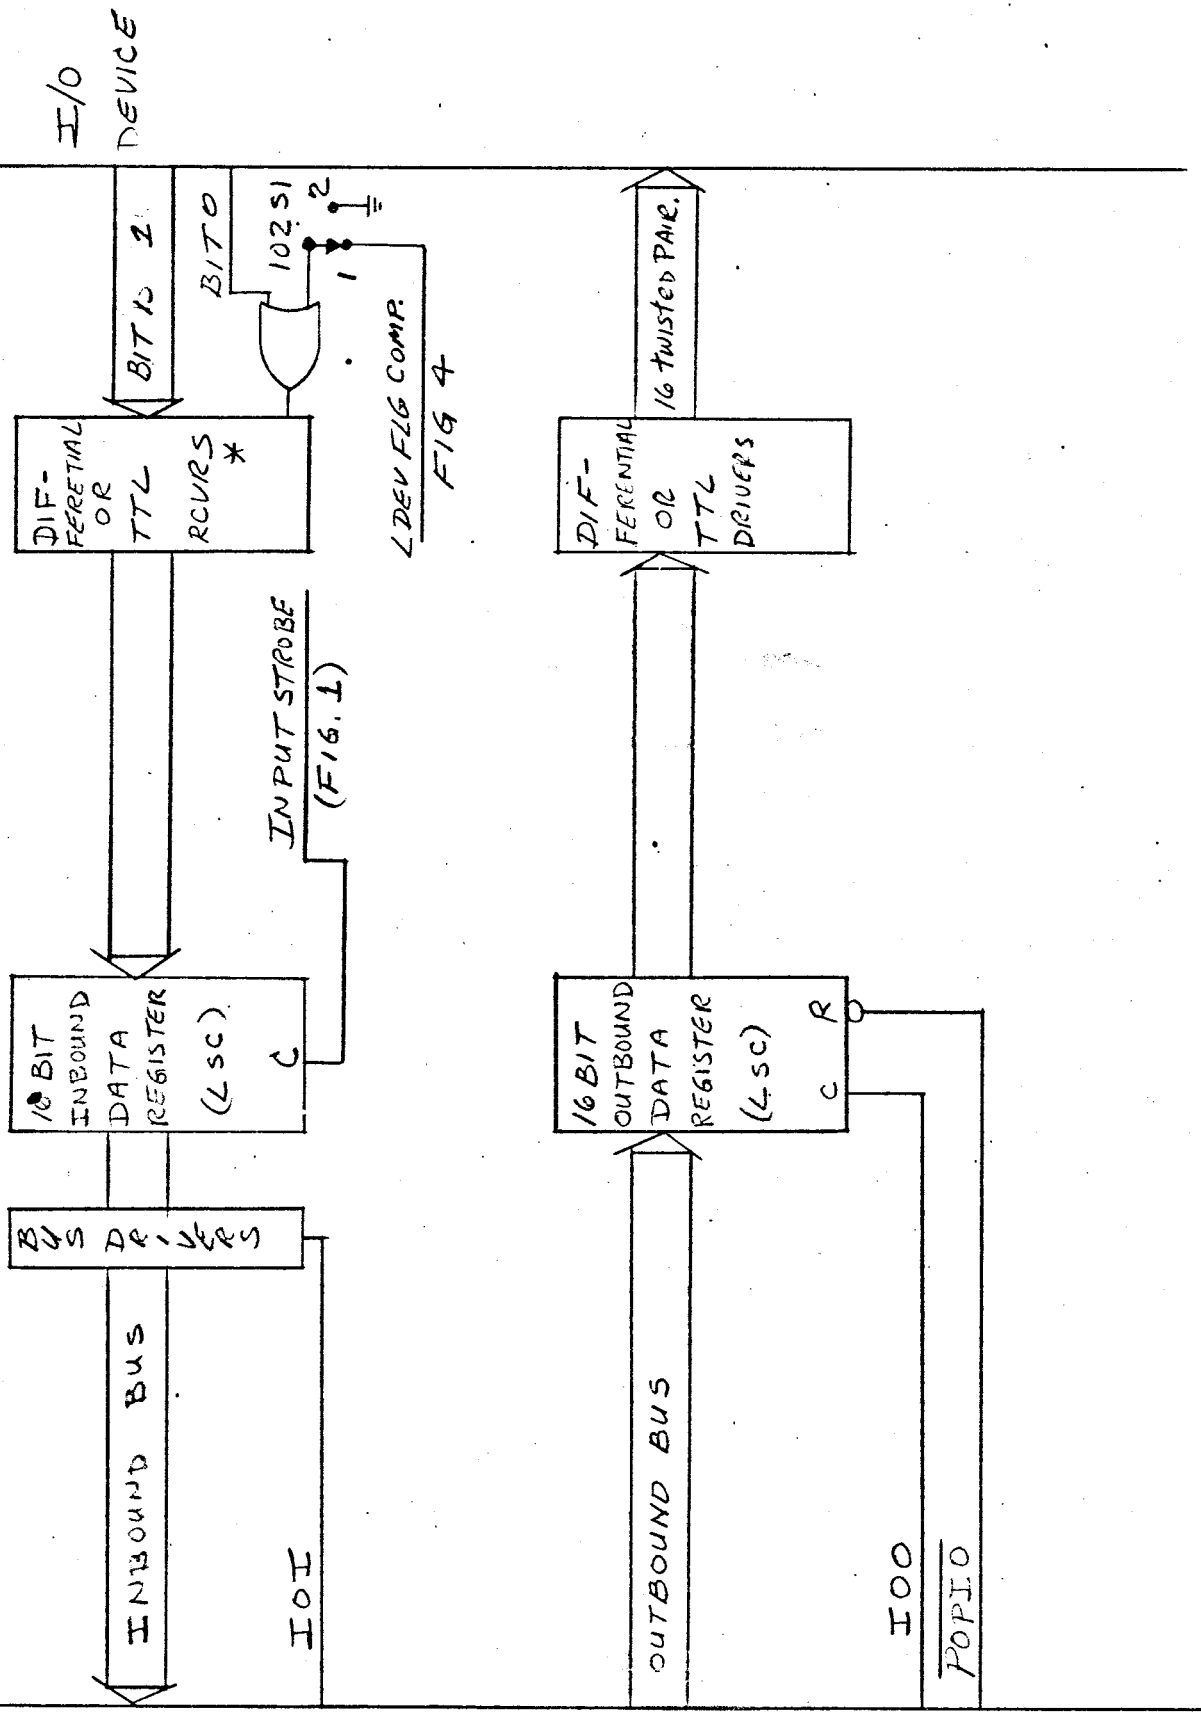 I/O
DEVICE
BIT 15 1
BIT 0
102 S1
1
2
LDEV FLG COMP.
FIG 4
DIF-
FERETIAL
OR
TTL
RCVRS
*
INPUT STROBE
(FIG. 1)
16 BIT
INBOUND
DATA
REGISTER
(LSC)
C
BUS DRIVERS
INBOUND BUS
IOI
16 twisted PAIR.
DIF-
FERENTIAL
OR
TTL
DRIVERS
16 BIT
OUTBOUND
DATA
REGISTER
(LSC)
C
R
OUTBOUND BUS
IOO
POPIO